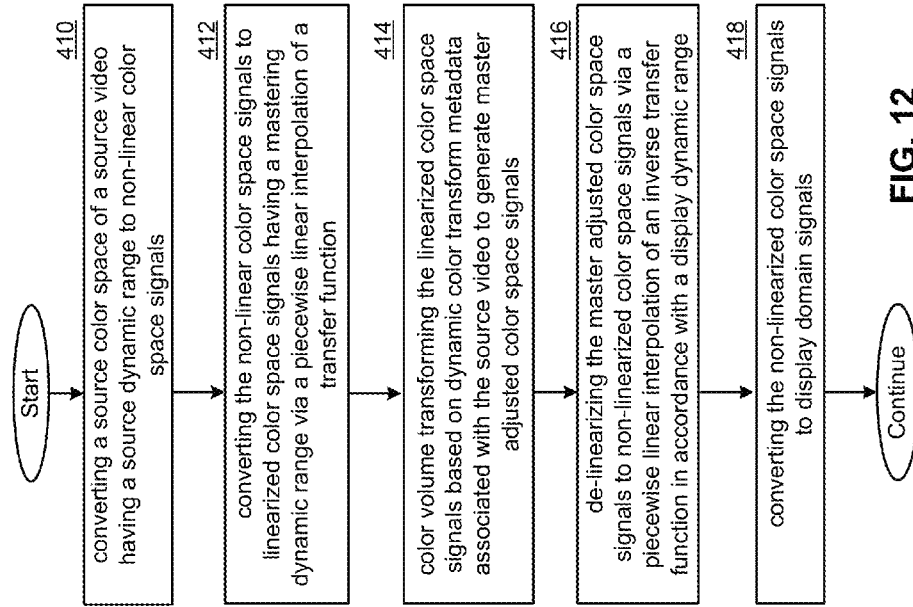 Start
410
converting a source color space of a source video
having a source dynamic range to non-linear color
space signals
412
converting the non-linear color space signals to
linearized color space signals having a mastering
dynamic range via a piecewise linear interpolation of a
transfer function
414
color volume transforming the linearized color space
signals based on dynamic color transform metadata
associated with the source video to generate master
adjusted color space signals
416
de-linearizing the master adjusted color space
signals to non-linearized color space signals via a
piecewise linear interpolation of an inverse transfer
function in accordance with a display dynamic range
418
converting the non-linearized color space signals
to display domain signals
Continue
FIG. 12